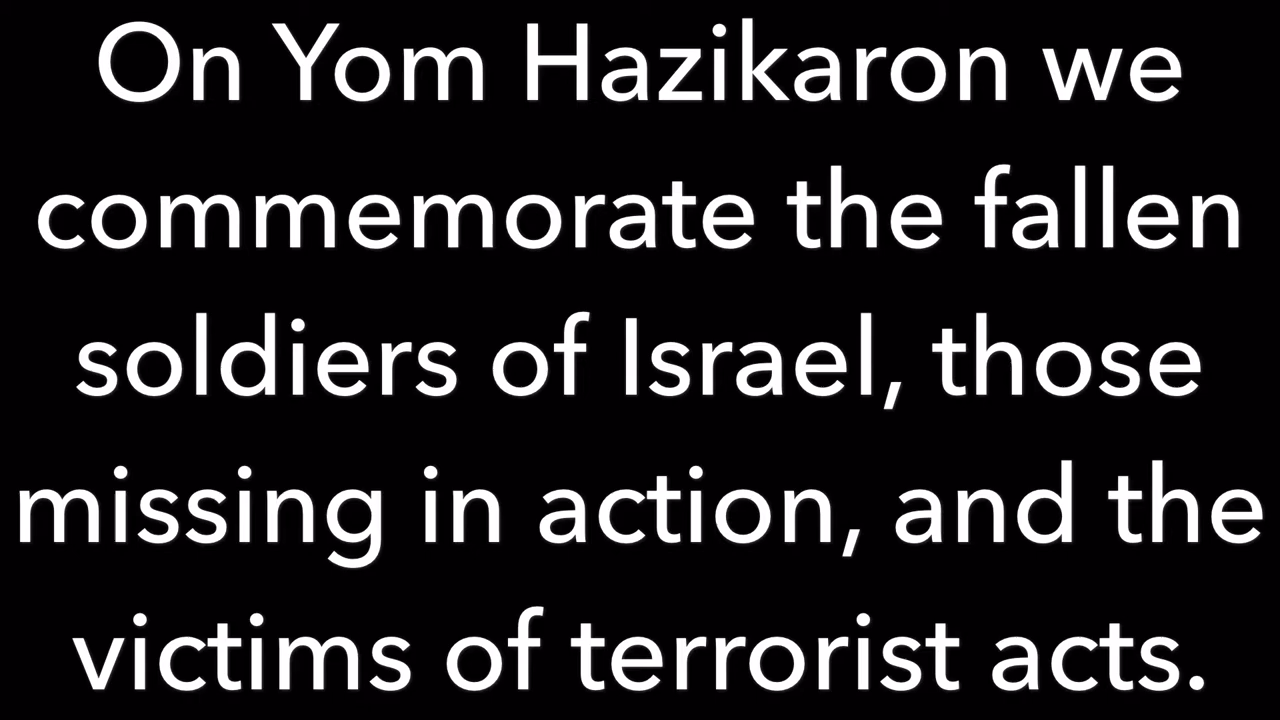 On Yom Hazikaron we
commemorate the fallen
soldiers of Israel, those
missing in action, and the
victims of terrorist acts.